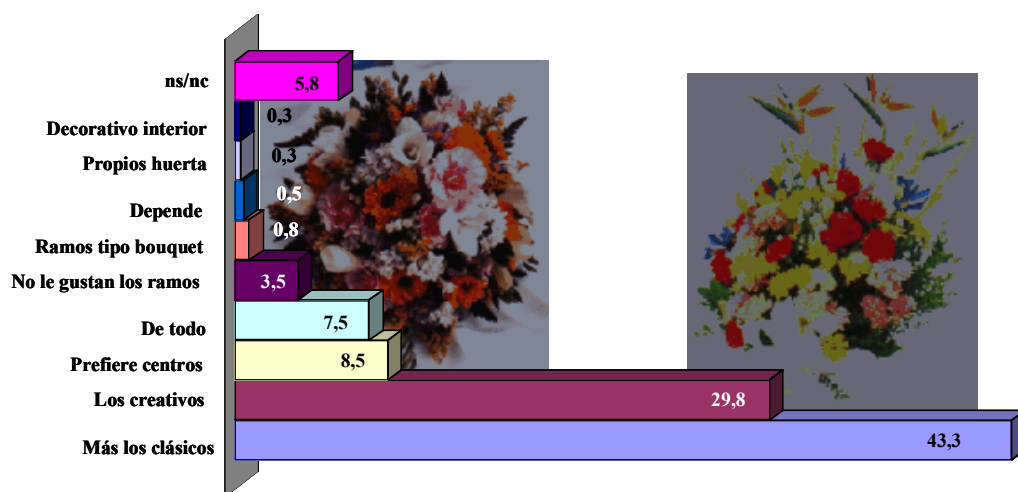 ns/nc 5,8
Decorativo interior 0,3
Propios huerta 0,3
Depende 0,5
Ramos tipo bouquet 0,8
No le gustan los ramos 3,5
De todo 7,5
Prefiere centros 8,5
Los creativos 29,8
Más los clásicos 43,3